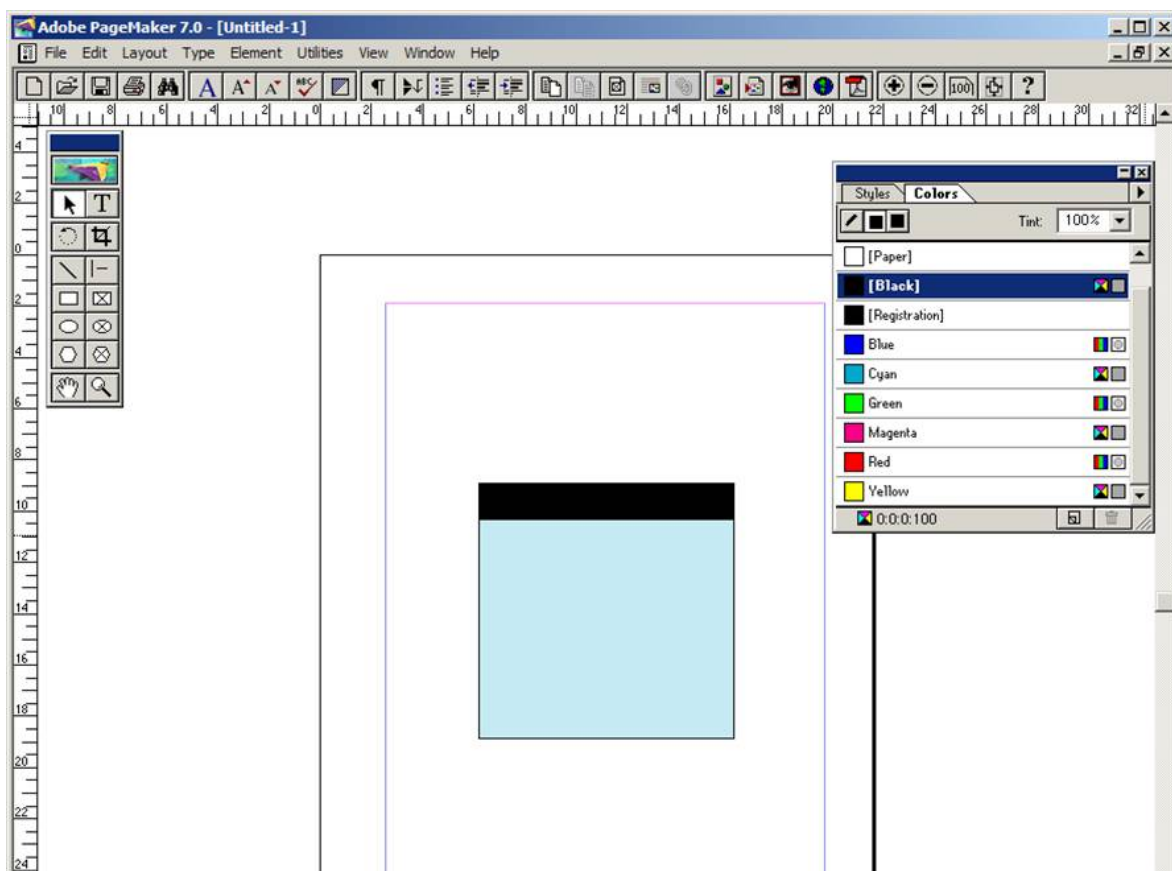 Adobe PageMaker 7.0 - [Untitled-1]
File Edit Layout Type Element Utilities View Window Help
10 8 6 4 2 0 2 4 6 8 10 12 14 16 18 20 22 24 26 28 30 32
4
2
0
2
4
6
8
10
12
14
16
18
20
22
24
T
Styles Colors
Tint: 100%
[Paper]
[Black]
[Registration]
Blue
Cyan
Green
Magenta
Red
Yellow
0:0:0:100